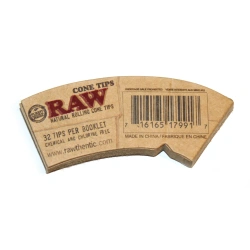 CONE TIPS
RAW
NATURAL ROLLING CONE TIPS
32 TIPS PER BOOKLET
CHEMICAL AND CHLORINE FREE
www.rawthentic.com
7 16165 17991 7
MADE IN CHINA/FABRIQUE EN CHINE